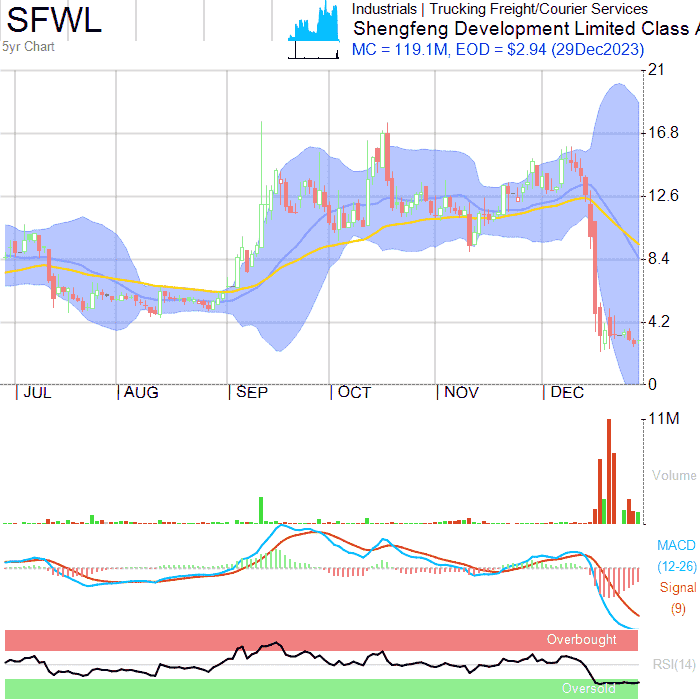 SFWL
5yr Chart
Industrials | Trucking Freight/Courier Services
Shengfeng Development Limited Class A
MC = 119.1M, EOD = $2.94 (29Dec2023)
21
16.8
12.6
8.4
4.2
0
JUL AUG SEP OCT NOV DEC
11M
Volume
MACD
(12-26)
Signal
(9)
Overbought
RSI(14)
Oversold